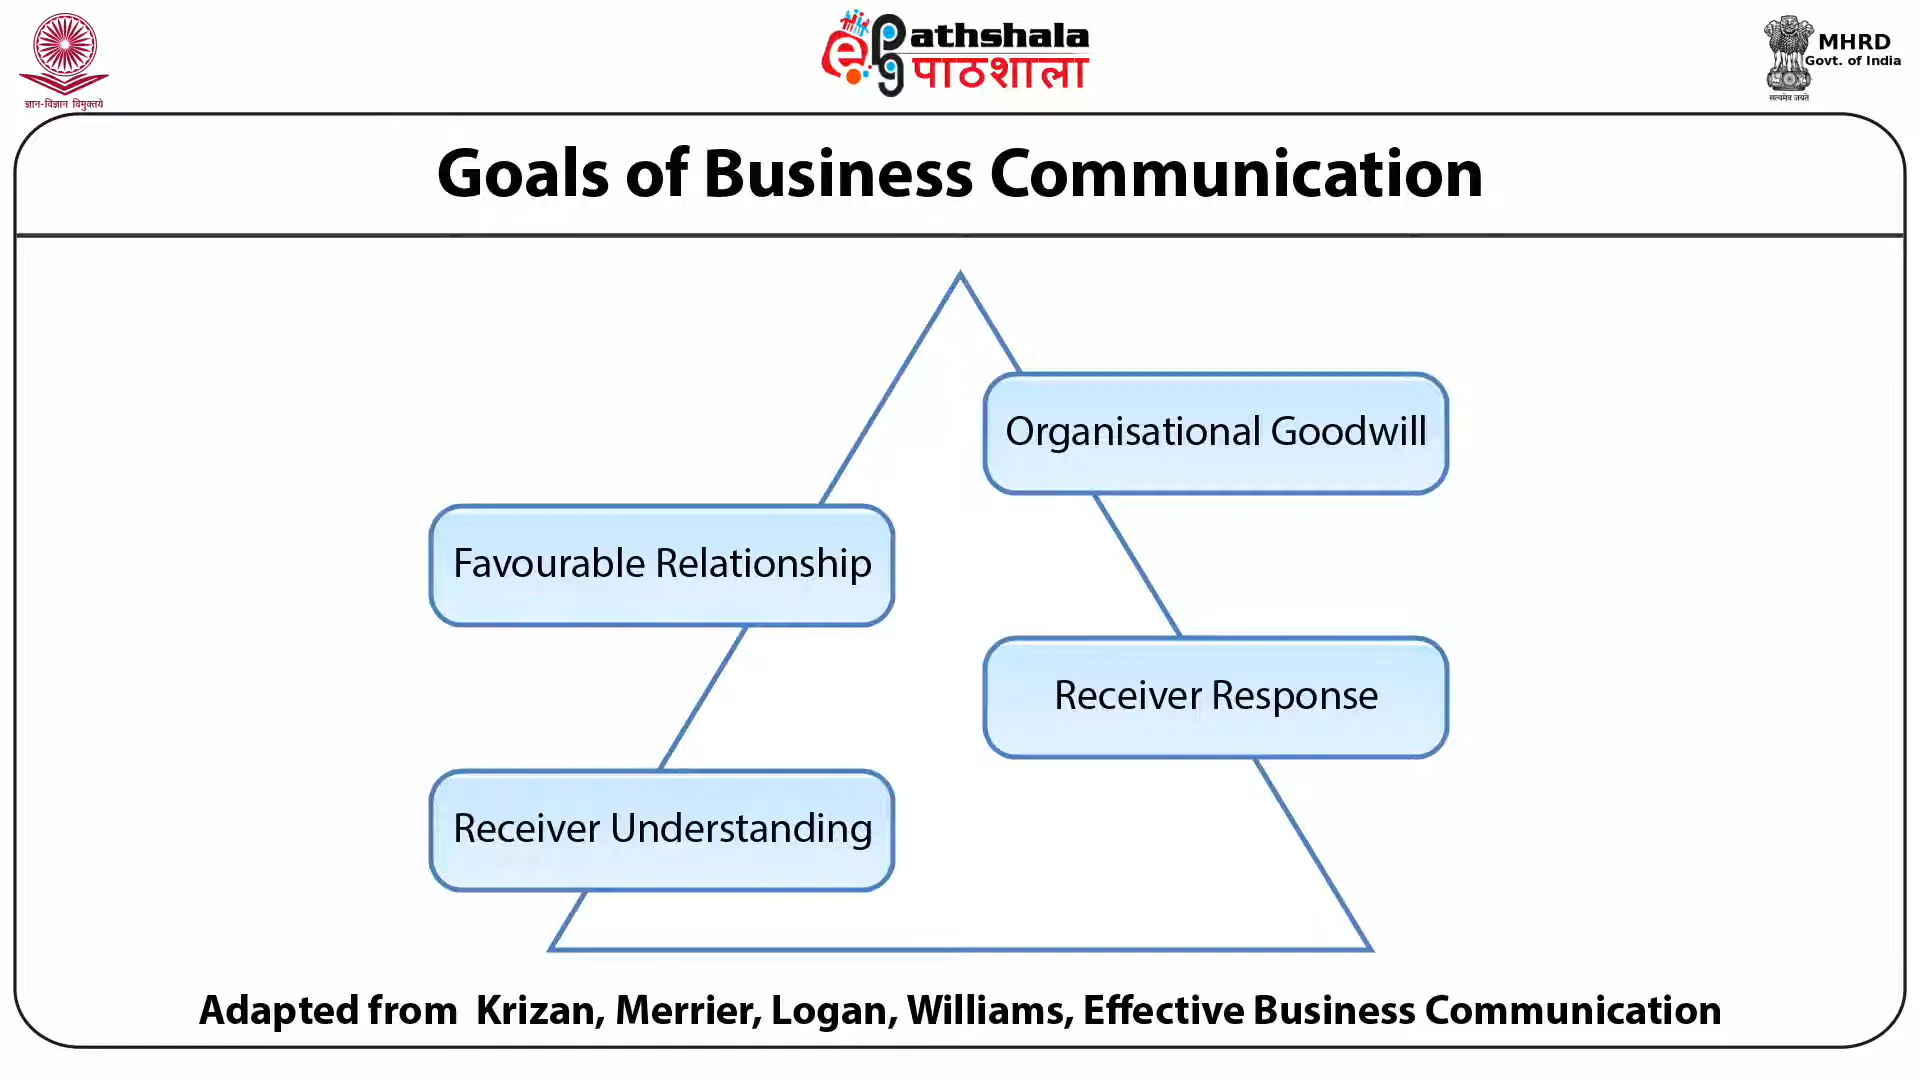 ज्ञान-विज्ञान विमुक्तये
ePathshala
पाठशाला
MHRD
Govt. of India
सत्यमेव जयते
Goals of Business Communication
Organisational Goodwill
Favourable Relationship
Receiver Response
Receiver Understanding
Adapted from Krizan, Merrier, Logan, Williams, Effective Business Communication